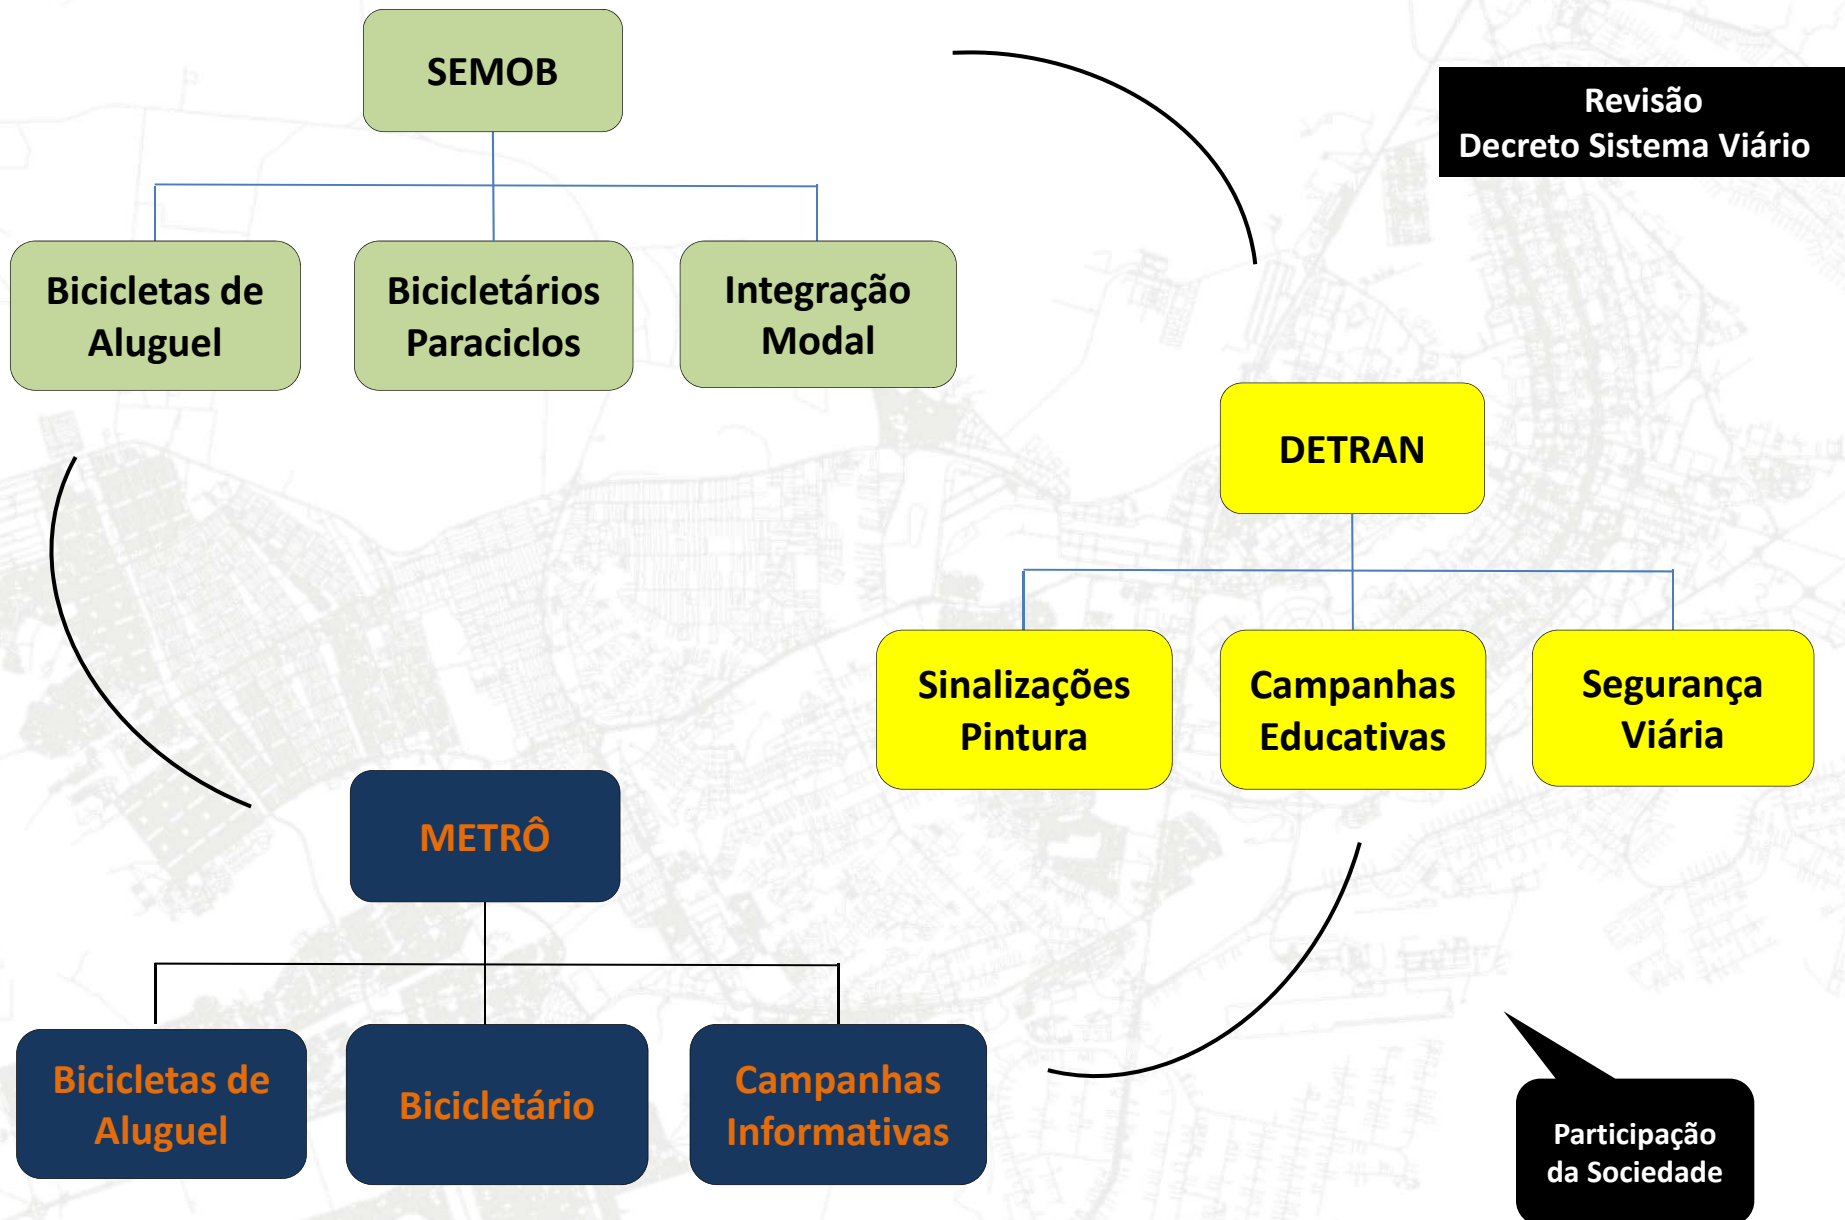 SEMOB
Revisão
Decreto Sistema Viário
Bicicletas de
Aluguel
Bicicletários
Paraciclos
Integração
Modal
DETRAN
Sinalizações
Pintura
Campanhas
Educativas
Segurança
Viária
METRÔ
Bicicletas de
Aluguel
Bicicletário
Campanhas
Informativas
Participação
da Sociedade